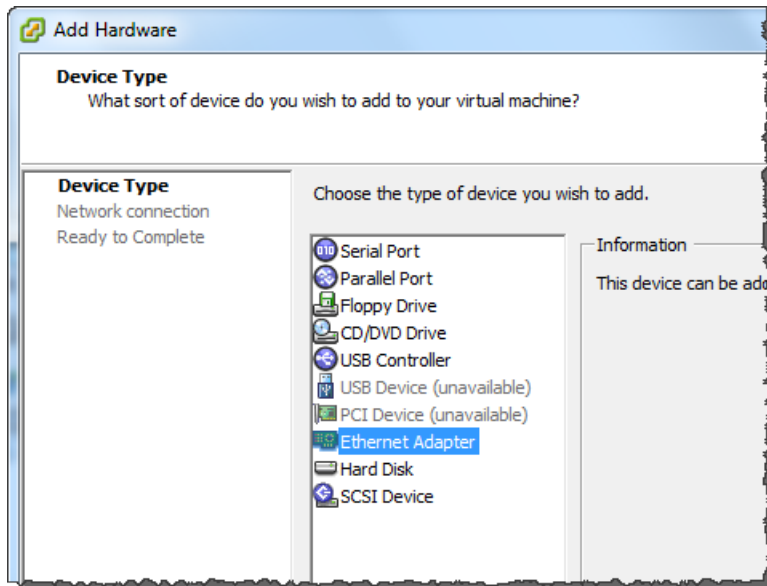 Add Hardware
Device Type
What sort of device do you wish to add to your virtual machine?
Device Type
Network connection
Ready to Complete
Choose the type of device you wish to add.
Serial Port
Parallel Port
Floppy Drive
CD/DVD Drive
USB Controller
USB Device (unavailable)
PCI Device (unavailable)
Ethernet Adapter
Hard Disk
SCSI Device
Information
This device can be add